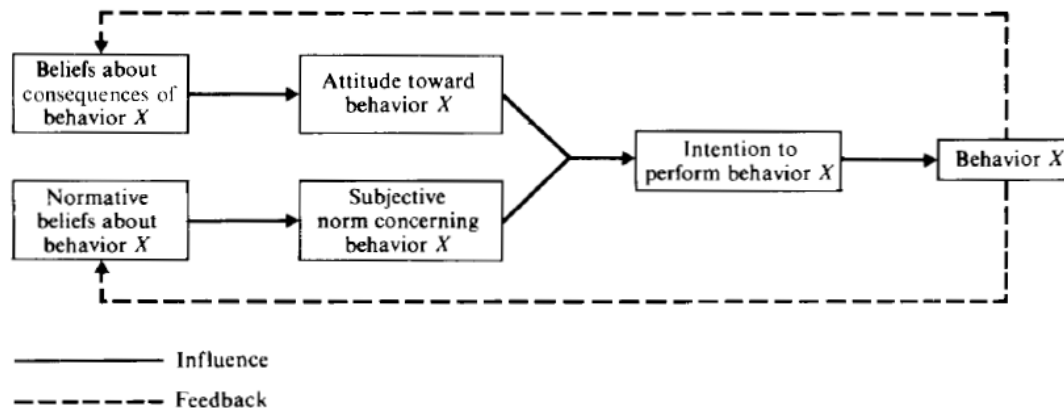 Beliefs about
consequences of
behavior X
Attitude toward
behavior X
Intention to
perform behavior X
Behavior X
Normative
beliefs about
behavior X
Subjective
norm concerning
behavior X
Influence
Feedback